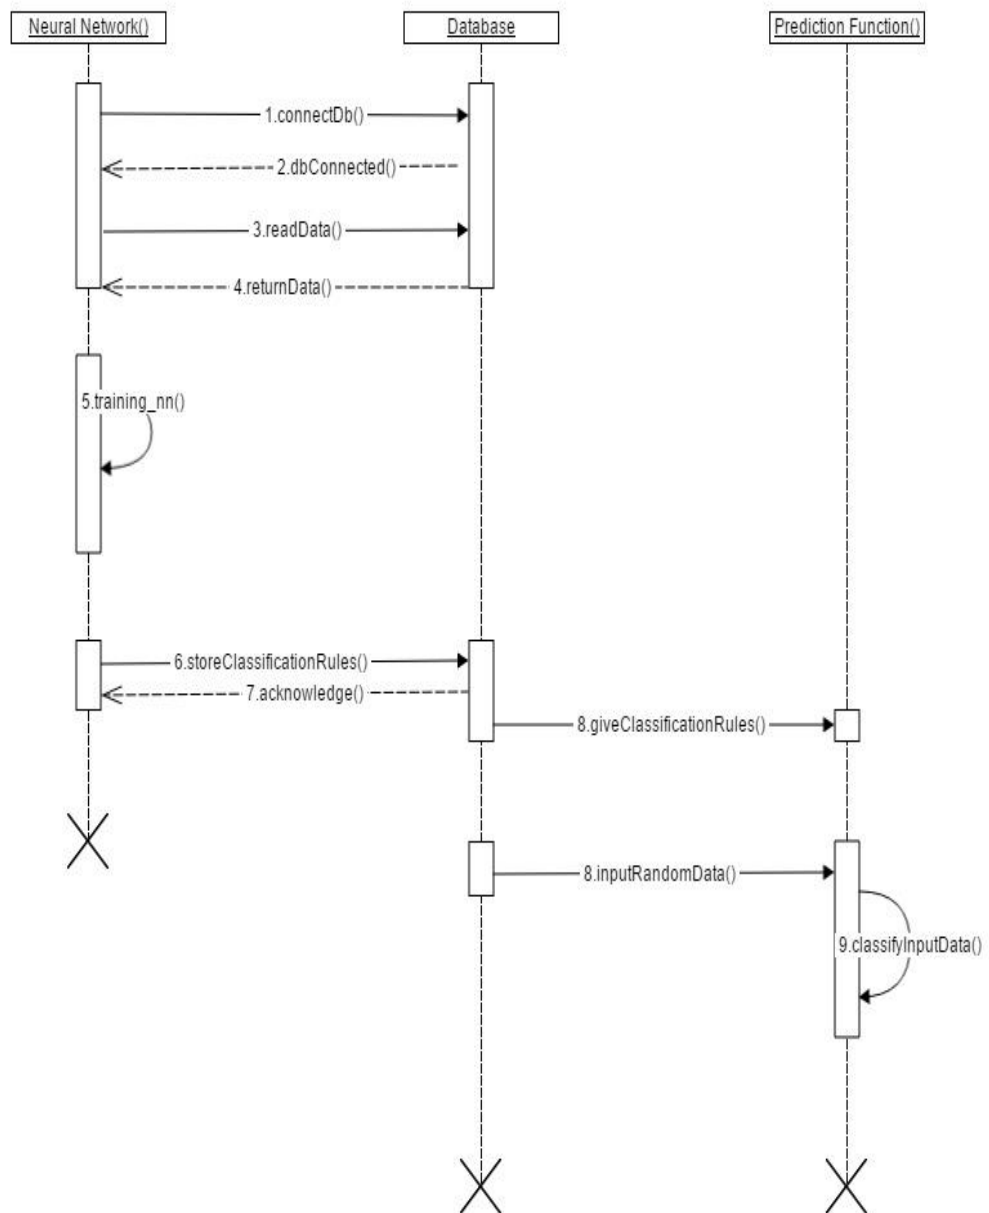 Neural Network()
Database
Prediction Function()
1.connectDb()
2.dbConnected()
3.readData()
4.returnData()
5.training_nn()
6.storeClassificationRules()
7.acknowledge()
8.giveClassificationRules()
8.inputRandomData()
9.classifyInputData()